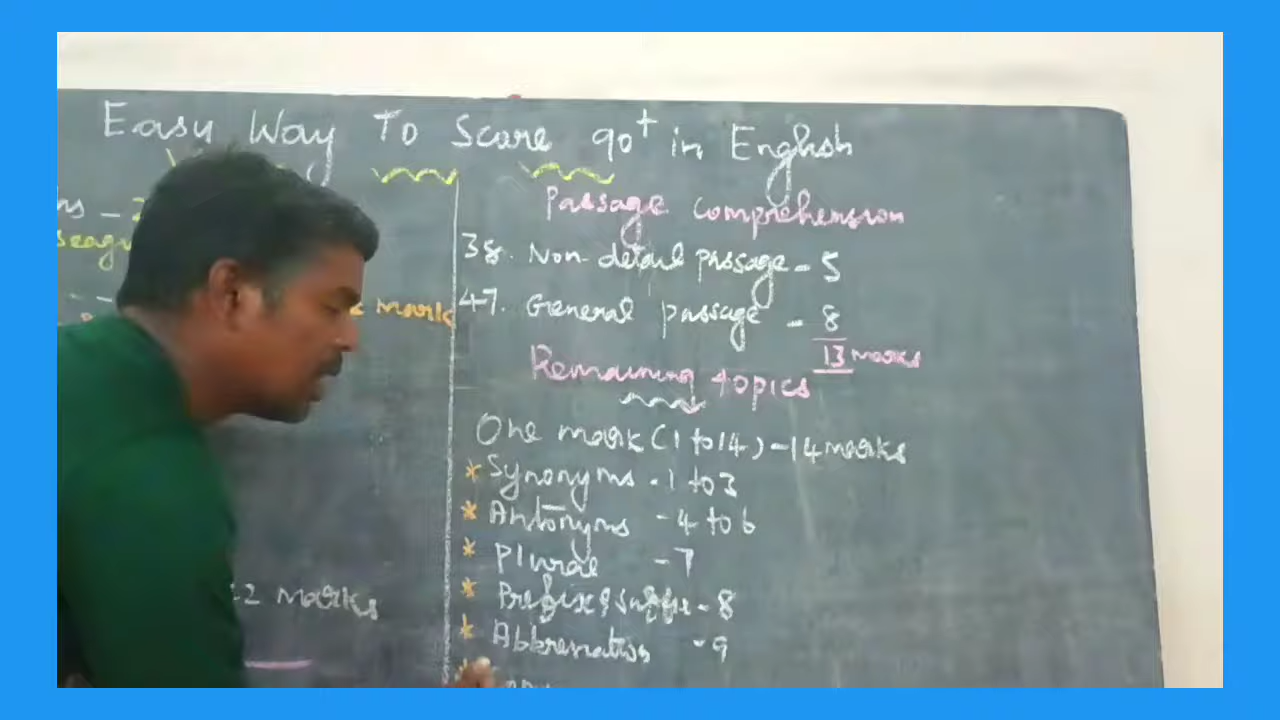 Easy Way To Score 90+ in English
Passage comprehension
38. Non-detail passage - 5
47. General passage - 8
13 marks
Remaining topics
One mark (1 to 14) - 14 marks
* Synonyms - 1 to 3
* Antonyms - 4 to 6
* Plural - 7
* Prefix & Suffix - 8
* Abbreviation - 9
mark
2 marks